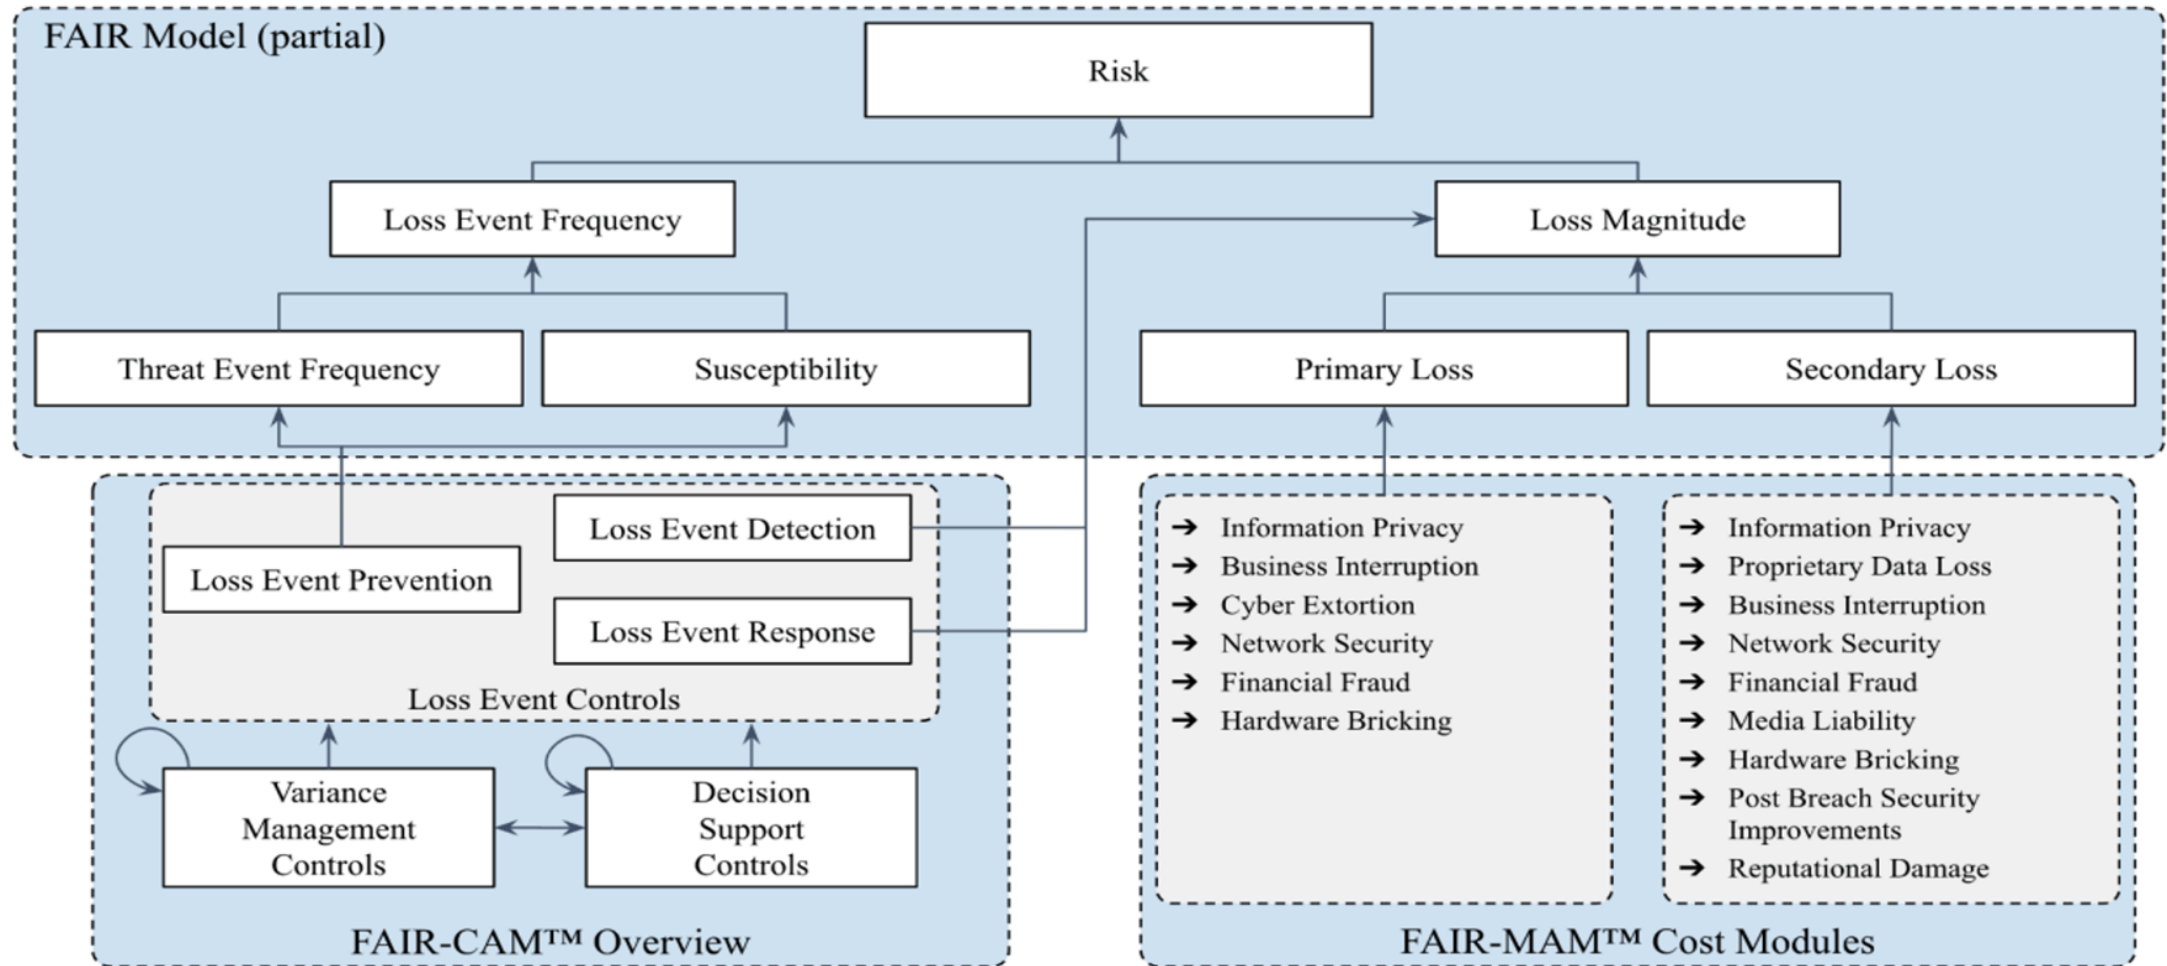 FAIR Model (partial)
Risk
Loss Event Frequency
Loss Magnitude
Threat Event Frequency
Susceptibility
Primary Loss
Secondary Loss
Loss Event Detection
Loss Event Prevention
Loss Event Response
Loss Event Controls
Variance
Management
Controls
Decision
Support
Controls
FAIR-CAM™ Overview
➔ Information Privacy
➔ Business Interruption
➔ Cyber Extortion
➔ Network Security
➔ Financial Fraud
➔ Hardware Bricking
➔ Information Privacy
➔ Proprietary Data Loss
➔ Business Interruption
➔ Network Security
➔ Financial Fraud
➔ Media Liability
➔ Hardware Bricking
➔ Post Breach Security
Improvements
➔ Reputational Damage
FAIR-MAM™ Cost Modules